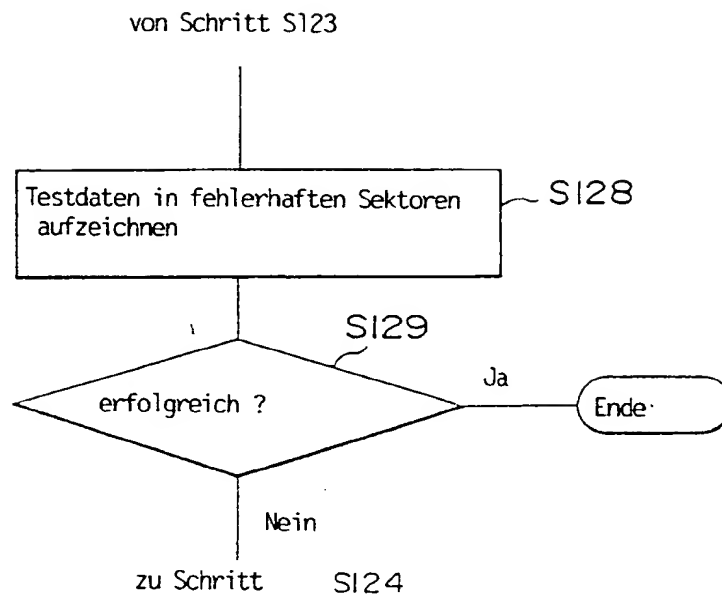 von Schritt S123
Testdaten in fehlerhaften Sektoren
aufzeichnen
S128
S129
erfolgreich ?
Ja
Ende
Nein
zu Schritt S124